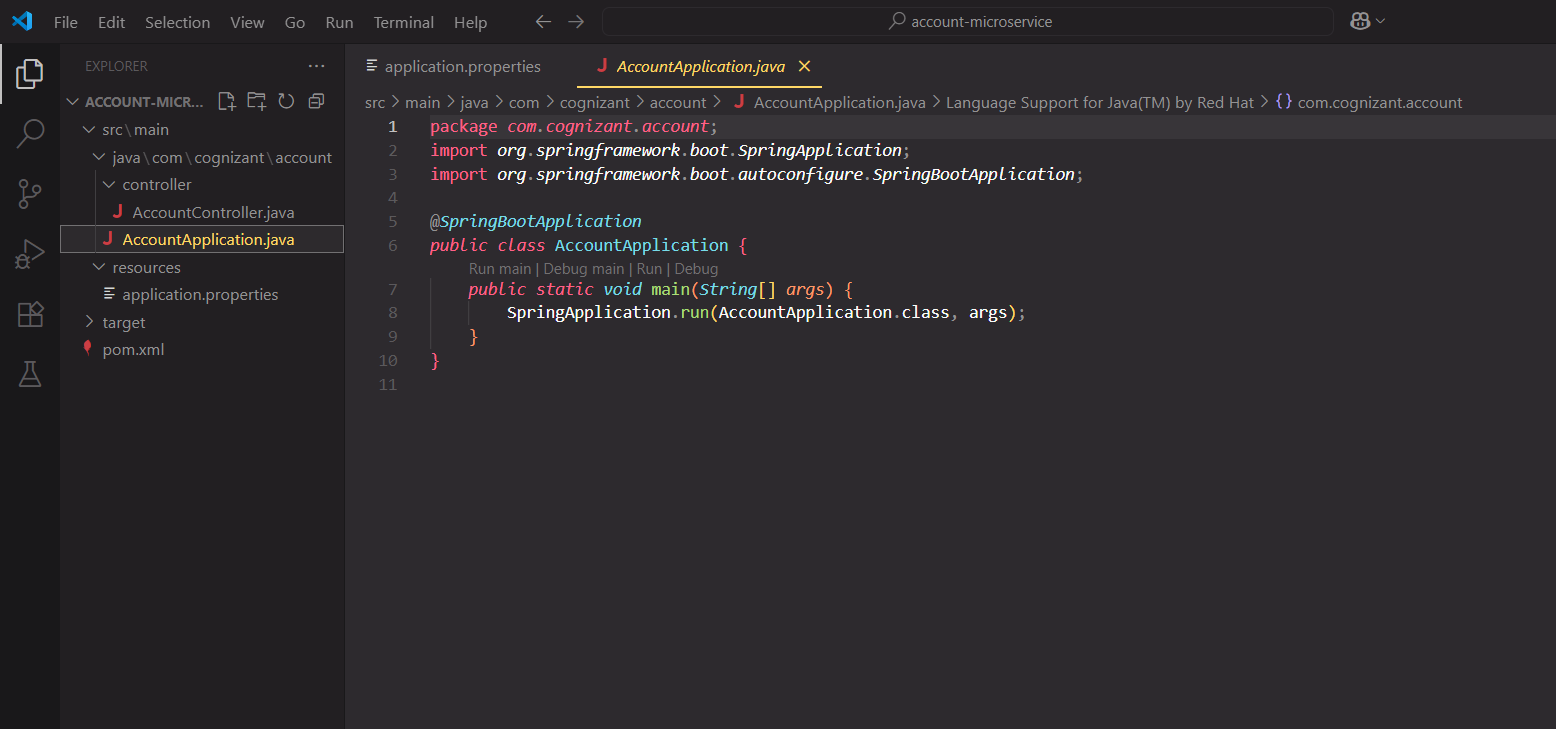 File Edit Selection View Go Run Terminal Help
account-microservice
EXPLORER
ACCOUNT-MICR...
src\main
java\com\cognizant\account
controller
AccountController.java
AccountApplication.java
resources
application.properties
target
pom.xml
application.properties
AccountApplication.java
src > main > java > com > cognizant > account > AccountApplication.java > Language Support for Java(TM) by Red Hat > {} com.cognizant.account
1 package com.cognizant.account;
2 import org.springframework.boot.SpringApplication;
3 import org.springframework.boot.autoconfigure.SpringBootApplication;
4
5 @SpringBootApplication
6 public class AccountApplication {
Run main | Debug main | Run | Debug
7 public static void main(String[] args) {
8 SpringApplication.run(AccountApplication.class, args);
9 }
10 }
11